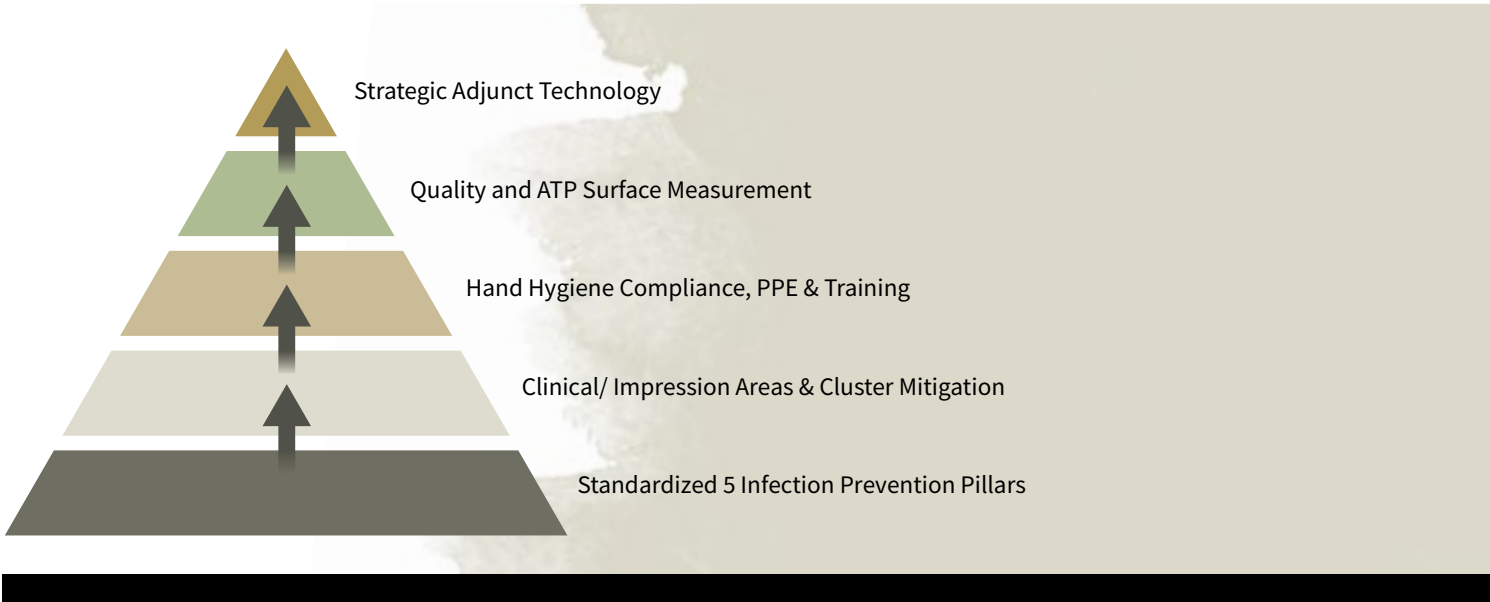 Strategic Adjunct Technology
Quality and ATP Surface Measurement
Hand Hygiene Compliance, PPE & Training
Clinical/ Impression Areas & Cluster Mitigation
Standardized 5 Infection Prevention Pillars